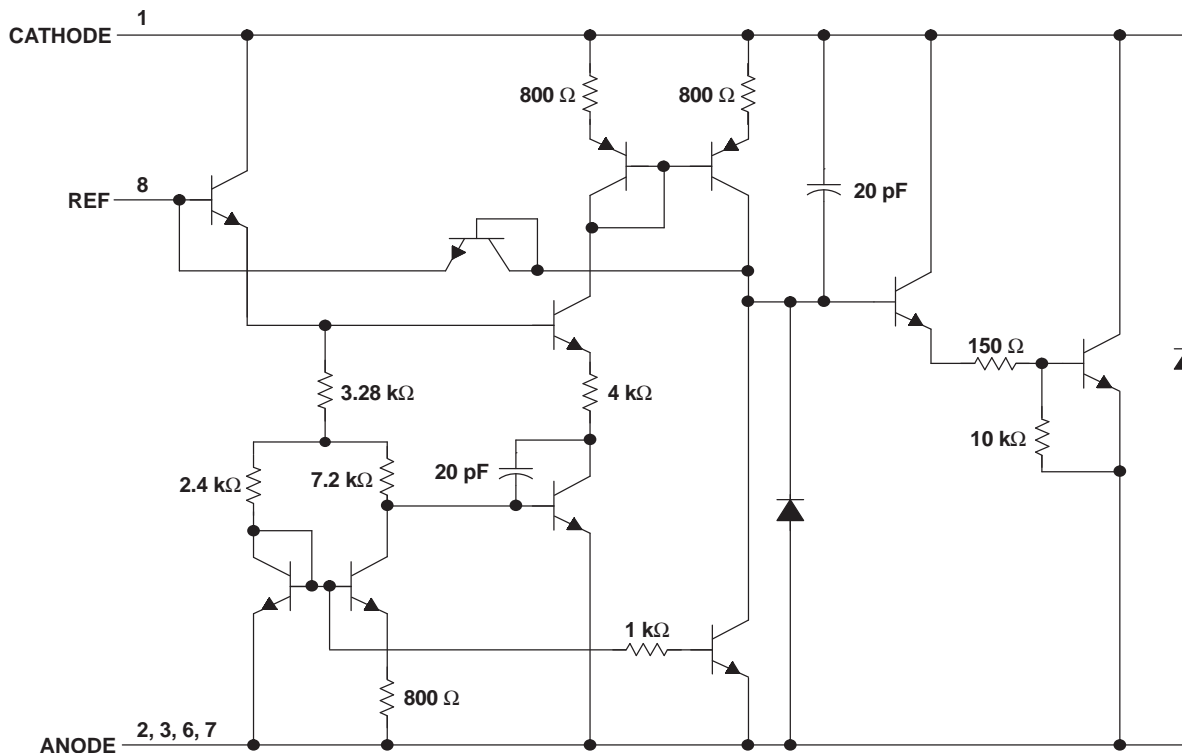 CATHODE 1
800 Ω 800 Ω
REF 8
20 pF
150 Ω
3.28 kΩ 4 kΩ
10 kΩ
2.4 kΩ 7.2 kΩ 20 pF
1 kΩ
800 Ω
ANODE 2, 3, 6, 7